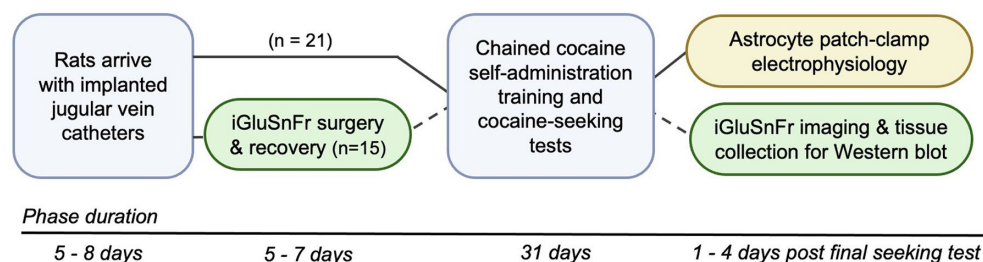 Rats arrive
with implanted
jugular vein
catheters
(n = 21)
iGluSnFr surgery
& recovery (n=15)
Chained cocaine
self-administration
training and
cocaine-seeking
tests
Astrocyte patch-clamp
electrophysiology
iGluSnFr imaging & tissue
collection for Western blot
Phase duration
5 - 8 days
5 - 7 days
31 days
1 - 4 days post final seeking test